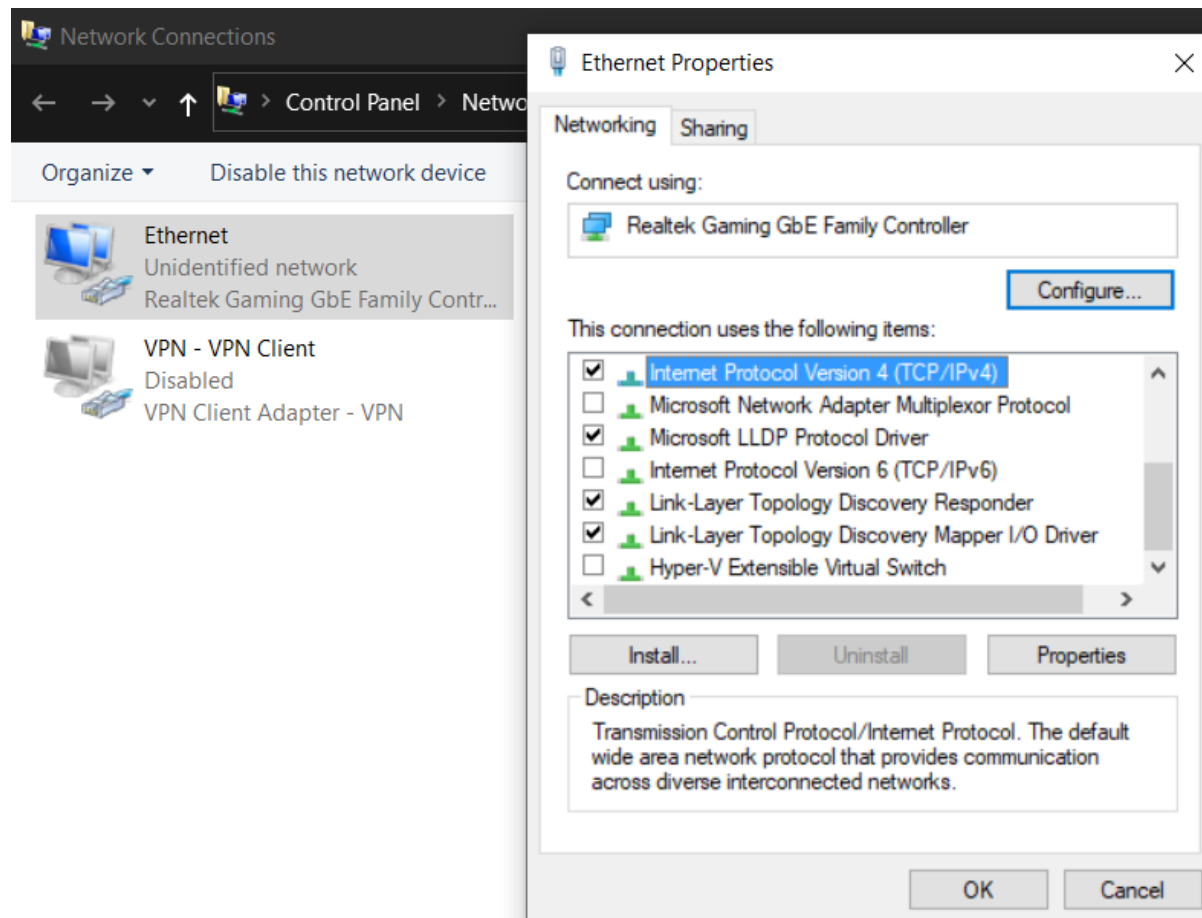 Network Connections
Control Panel > Netwo
Organize
Disable this network device
Ethernet
Unidentified network
Realtek Gaming GbE Family Contr...
VPN - VPN Client
Disabled
VPN Client Adapter - VPN
Ethernet Properties
Networking
Sharing
Connect using:
Realtek Gaming GbE Family Controller
Configure...
This connection uses the following items:
Internet Protocol Version 4 (TCP/IPv4)
Microsoft Network Adapter Multiplexor Protocol
Microsoft LLDP Protocol Driver
Internet Protocol Version 6 (TCP/IPv6)
Link-Layer Topology Discovery Responder
Link-Layer Topology Discovery Mapper I/O Driver
Hyper-V Extensible Virtual Switch
Install...
Uninstall
Properties
Description
Transmission Control Protocol/Internet Protocol. The default
wide area network protocol that provides communication
across diverse interconnected networks.
OK
Cancel